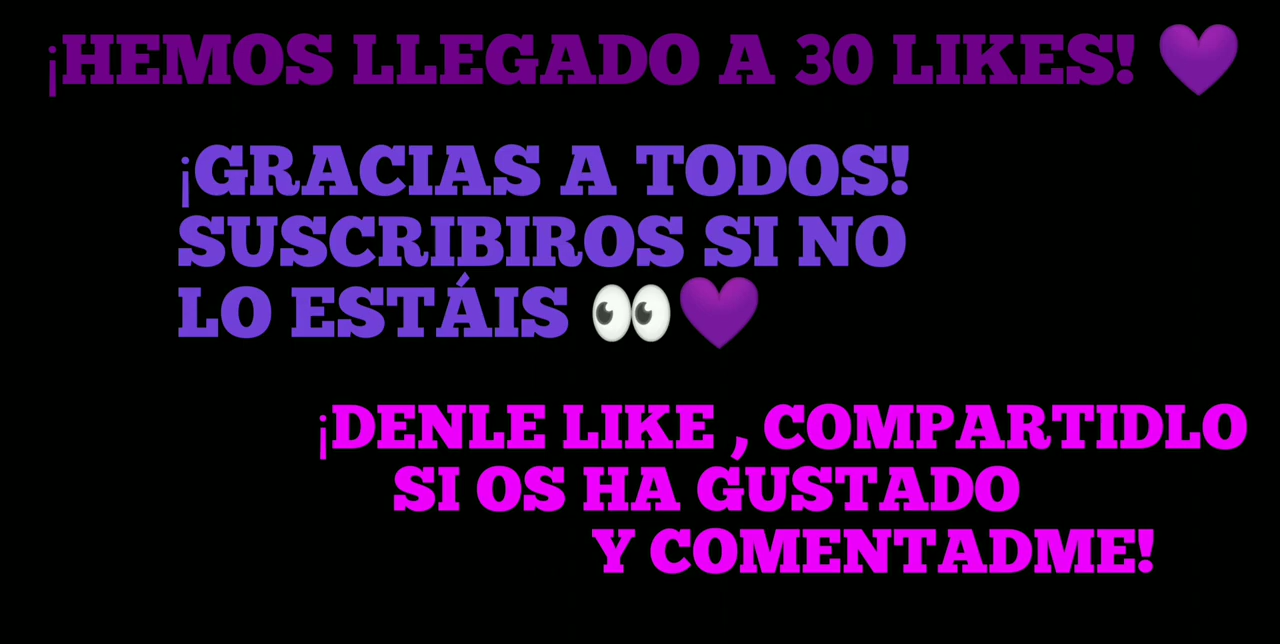 ¡HEMOS LLEGADO A 30 LIKES! 💜
¡GRACIAS A TODOS!
SUSCRIBIROS SI NO
LO ESTÁIS 👀💜
¡DENLE LIKE , COMPARTIDLO
SI OS HA GUSTADO
Y COMENTADME!